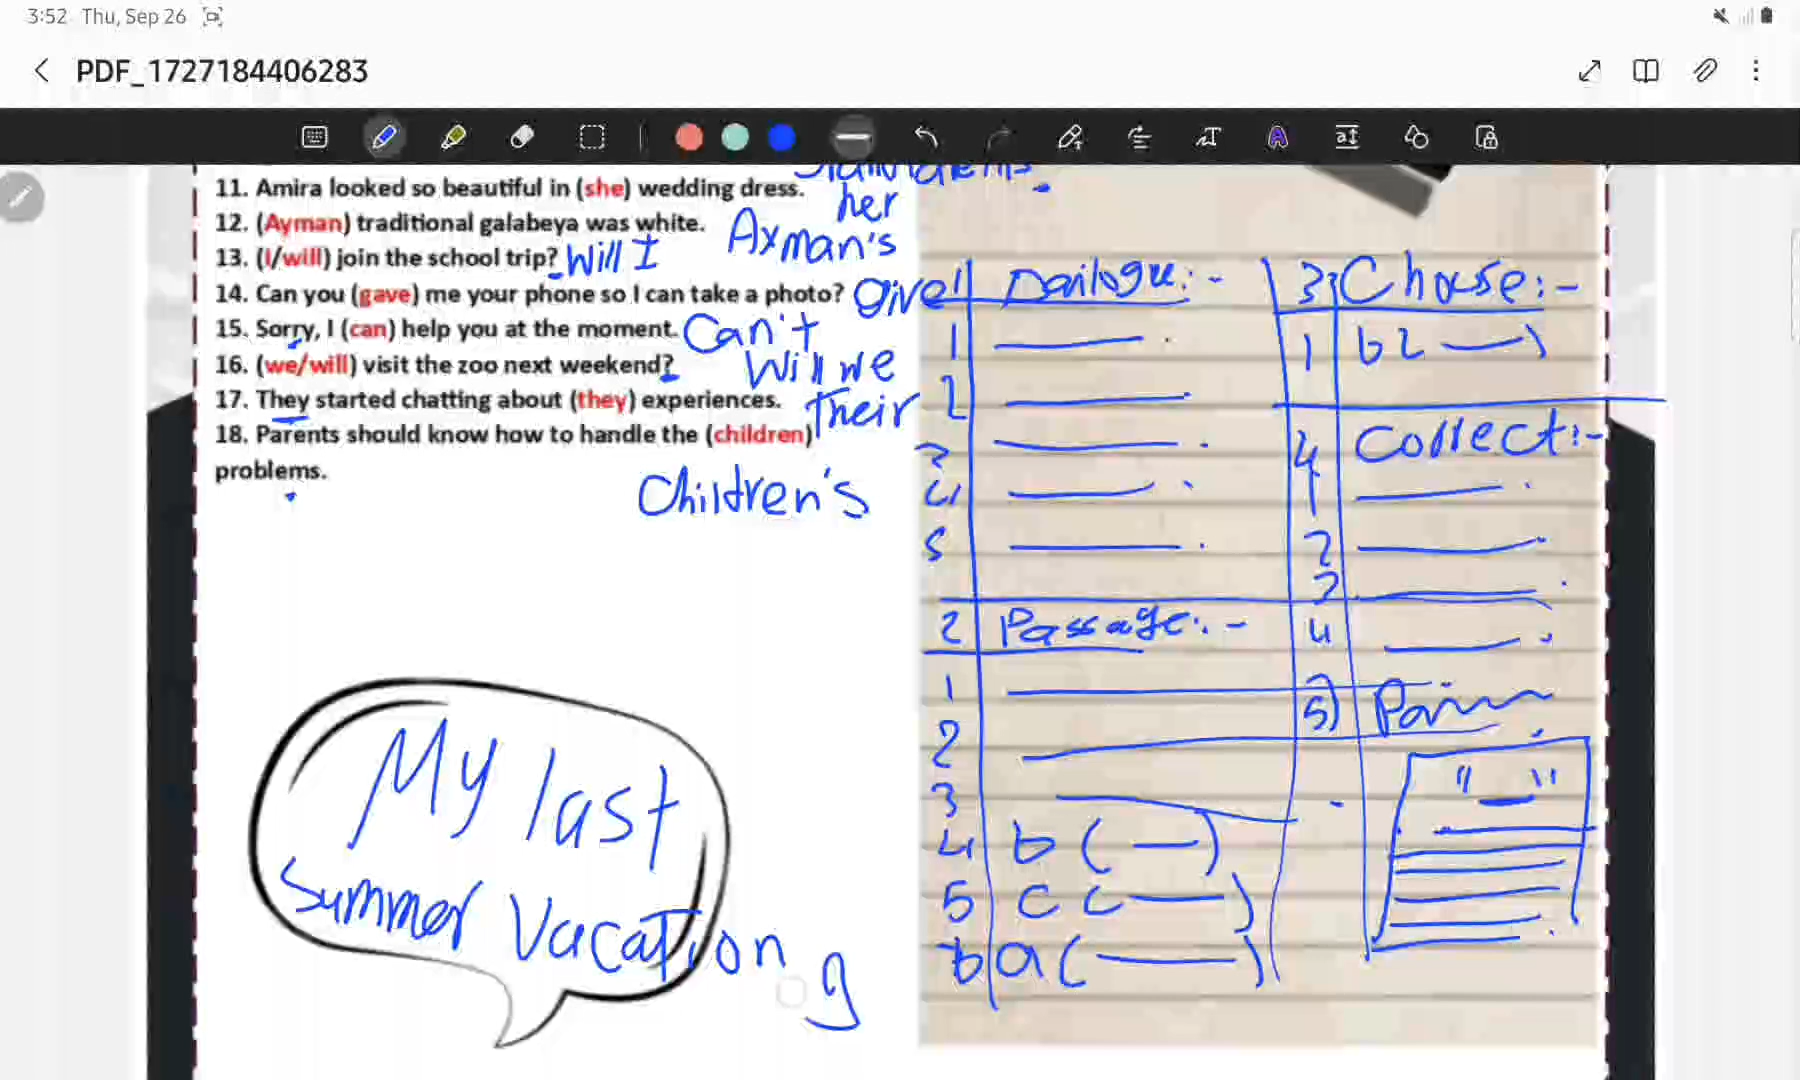 3:52 Thu, Sep 26
PDF_1727184406283
11. Amira looked so beautiful in (she) wedding dress.
her
12. (Ayman) traditional galabeya was white.
Ayman's
13. (I/will) join the school trip? Will I
14. Can you (gave) me your phone so I can take a photo? give
15. Sorry, I (can) help you at the moment. Can't
16. (we/will) visit the zoo next weekend? Will we
17. They started chatting about (they) experiences. Their
18. Parents should know how to handle the (children)
problems.
Children's
My last
summer Vacation
g
1 Dailogue:-
1
2
3
4
5
2 Passage:-
1
2
3
4 b ( — )
5 c ( — )
6 a ( — )
3 Choose:-
1 b2 — )
4 Correct:-
1
2
3
4
5)
" — "